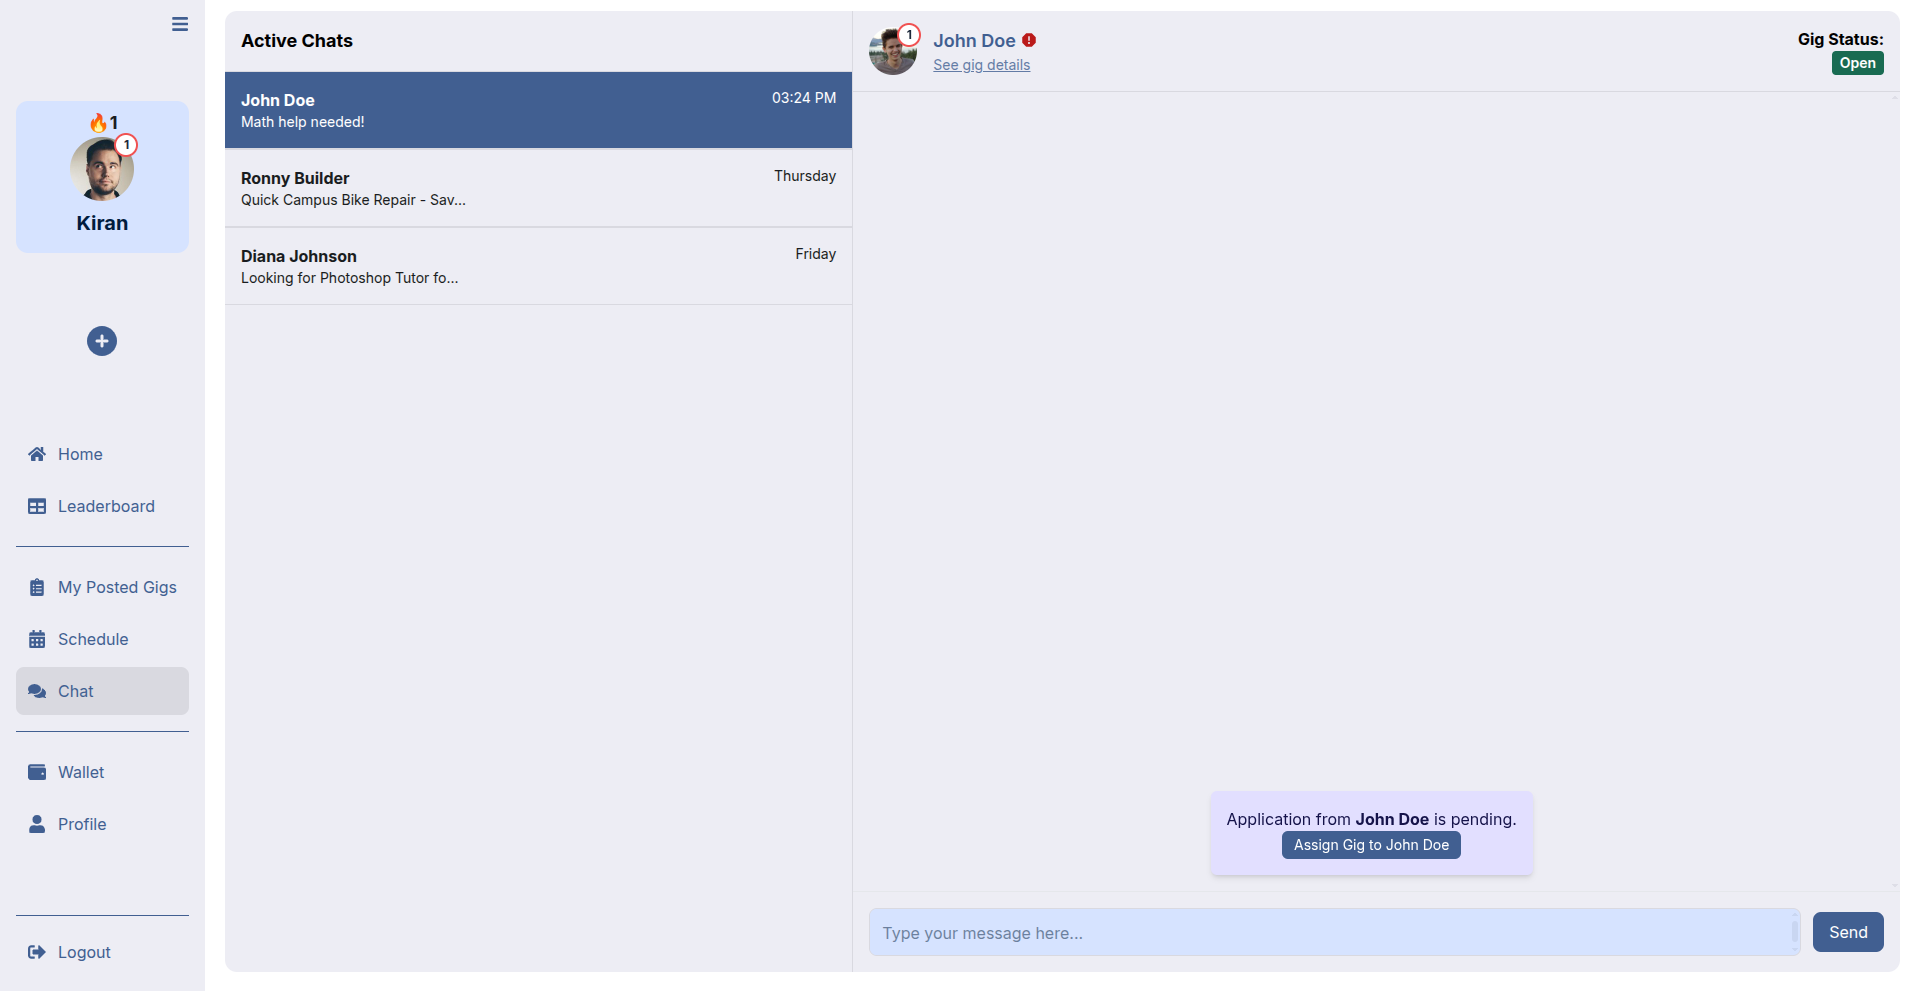 🔥1
1
Kiran
Home
Leaderboard
My Posted Gigs
Schedule
Chat
Wallet
Profile
Logout
Active Chats
John Doe
03:24 PM
Math help needed!
Ronny Builder
Thursday
Quick Campus Bike Repair - Sav...
Diana Johnson
Friday
Looking for Photoshop Tutor fo...
1
John Doe
See gig details
Gig Status:
Open
Application from John Doe is pending.
Assign Gig to John Doe
Type your message here...
Send